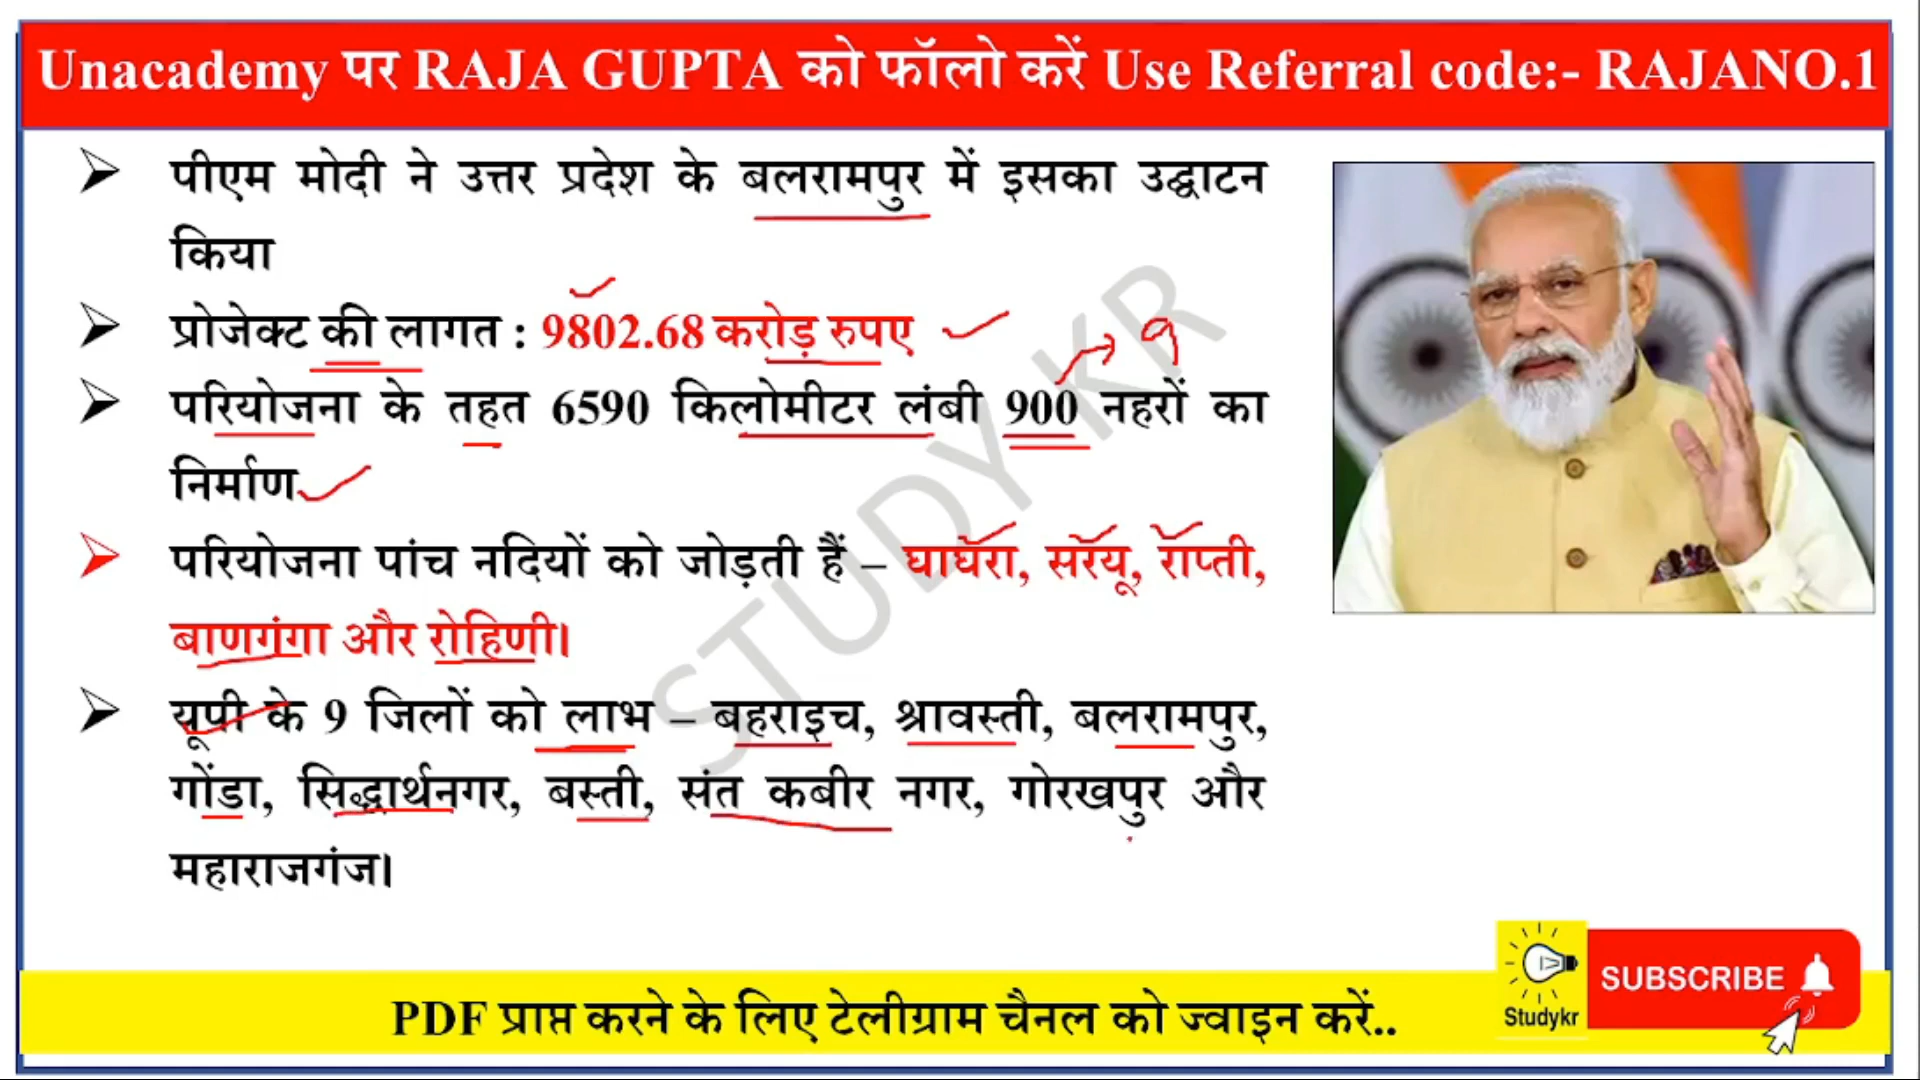 Unacademy पर RAJA GUPTA को फॉलो करें Use Referral code:- RAJANO.1
पीएम मोदी ने उत्तर प्रदेश के बलरामपुर में इसका उद्घाटन
किया
प्रोजेक्ट की लागत : 9802.68 करोड़ रुपए
9
परियोजना के तहत 6590 किलोमीटर लंबी 900 नहरों का
निर्माण
परियोजना पांच नदियों को जोड़ती हैं – घाघरा, सरयू, राप्ती,
बाणगंगा और रोहिणी।
यूपी के 9 जिलों को लाभ – बहराइच, श्रावस्ती, बलरामपुर,
गोंडा, सिद्धार्थनगर, बस्ती, संत कबीर नगर, गोरखपुर और
महाराजगंज।
STUDY KR
Studykr
SUBSCRIBE
PDF प्राप्त करने के लिए टेलीग्राम चैनल को ज्वाइन करें..